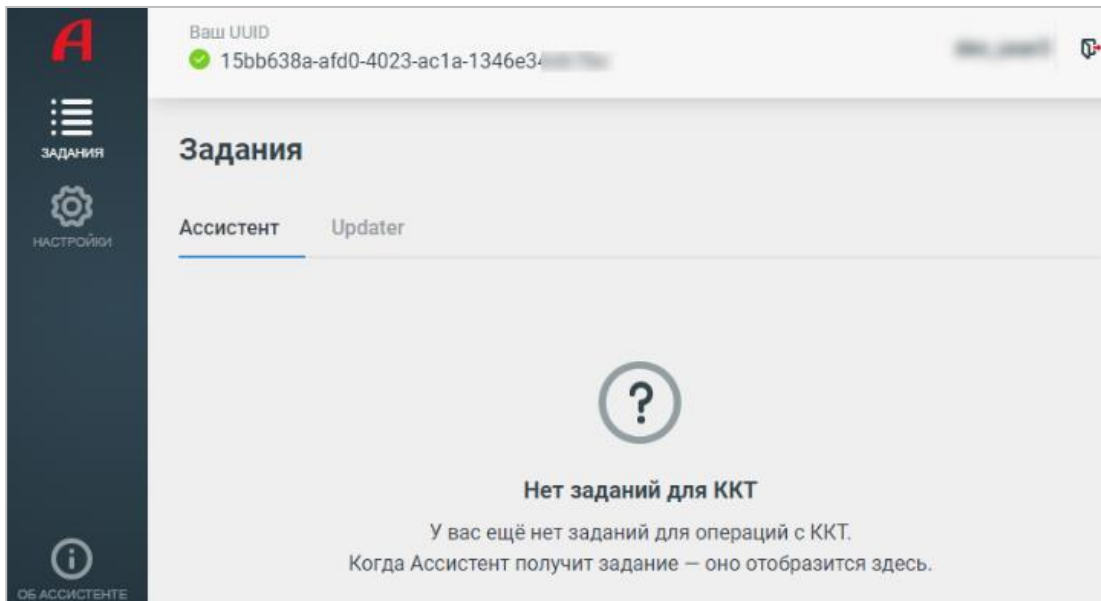 Ваш UUID
15bb638a-afd0-4023-ac1a-1346e3
ЗАДАНИЯ
НАСТРОЙКИ
ОБ АССИСТЕНТЕ
Задания
Ассистент Updater
?
Нет заданий для ККТ
У вас ещё нет заданий для операций с ККТ.
Когда Ассистент получит задание — оно отобразится здесь.